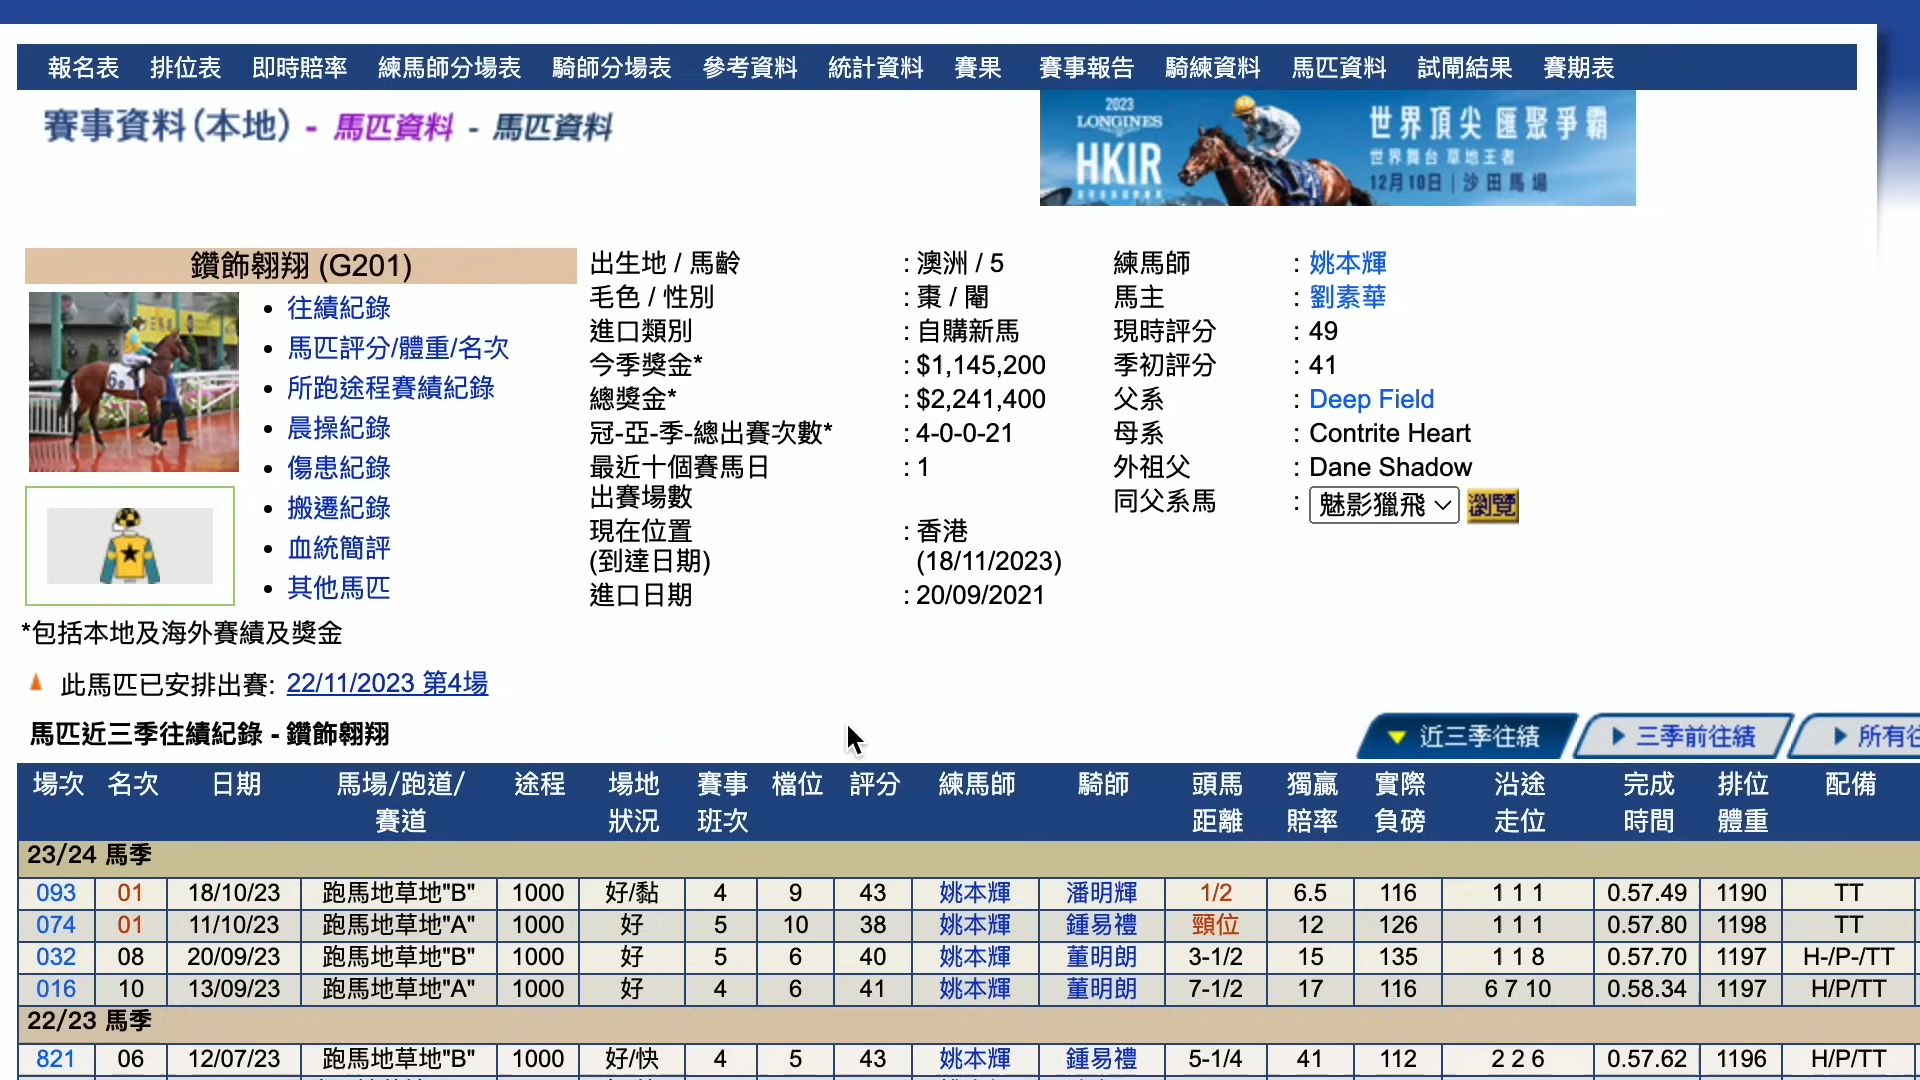 報名表 排位表 即時賠率 練馬師分場表 騎師分場表 參考資料 統計資料 賽果 賽事報告 騎練資料 馬匹資料 試閘結果 賽期表
賽事資料(本地) - 馬匹資料 - 馬匹資料
2023
LONGINES
HKIR
世界頂尖 匯聚爭霸
世界舞台 草地王者
12月10日 | 沙田馬場
鑽飾翱翔 (G201)
往績紀錄
馬匹評分/體重/名次
所跑途程賽績紀錄
晨操紀錄
傷患紀錄
搬遷紀錄
血統簡評
其他馬匹
出生地 / 馬齡 : 澳洲 / 5
毛色 / 性別 : 棗 / 閹
進口類別 : 自購新馬
今季獎金* : $1,145,200
總獎金* : $2,241,400
冠-亞-季-總出賽次數* : 4-0-0-21
最近十個賽馬日 : 1
出賽場數
現在位置 : 香港
(到達日期) (18/11/2023)
進口日期 : 20/09/2021
練馬師 : 姚本輝
馬主 : 劉素華
現時評分 : 49
季初評分 : 41
父系 : Deep Field
母系 : Contrite Heart
外祖父 : Dane Shadow
同父系馬 : 魅影獵飛 瀏覽
*包括本地及海外賽績及獎金
此馬匹已安排出賽: 22/11/2023 第4場
馬匹近三季往績紀錄 - 鑽飾翱翔
近三季往績 三季前往績 所有
場次 名次 日期 馬場/跑道/ 途程 場地 賽事 檔位 評分 練馬師 騎師 頭馬 獨贏 實際 沿途 完成 排位 配備
賽道 狀況 班次 距離 賠率 負磅 走位 時間 體重
23/24 馬季
093 01 18/10/23 跑馬地草地"B" 1000 好/黏 4 9 43 姚本輝 潘明輝 1/2 6.5 116 1 1 1 0.57.49 1190 TT
074 01 11/10/23 跑馬地草地"A" 1000 好 5 10 38 姚本輝 鍾易禮 頸位 12 126 1 1 1 0.57.80 1198 TT
032 08 20/09/23 跑馬地草地"B" 1000 好 5 6 40 姚本輝 董明朗 3-1/2 15 135 1 1 8 0.57.70 1197 H-/P-/TT
016 10 13/09/23 跑馬地草地"A" 1000 好 4 6 41 姚本輝 董明朗 7-1/2 17 116 6 7 10 0.58.34 1197 H/P/TT
22/23 馬季
821 06 12/07/23 跑馬地草地"B" 1000 好/快 4 5 43 姚本輝 鍾易禮 5-1/4 41 112 2 2 6 0.57.62 1196 H/P/TT